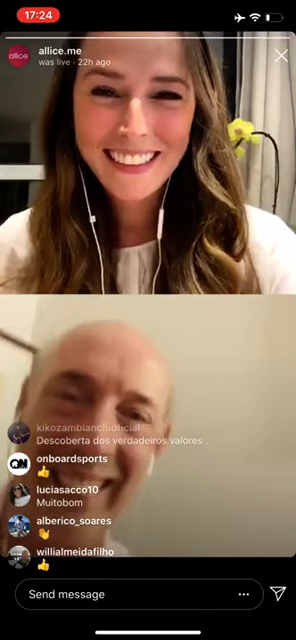 17:24
allice
allice.me
was live · 22h ago
kikozambianchioficial
Descoberta dos verdadeiros valores .
ON
onboardsports
👍
luciasacco10
Muitobom
alberico_soares
👋
willialmeidafilho
👍
Send message